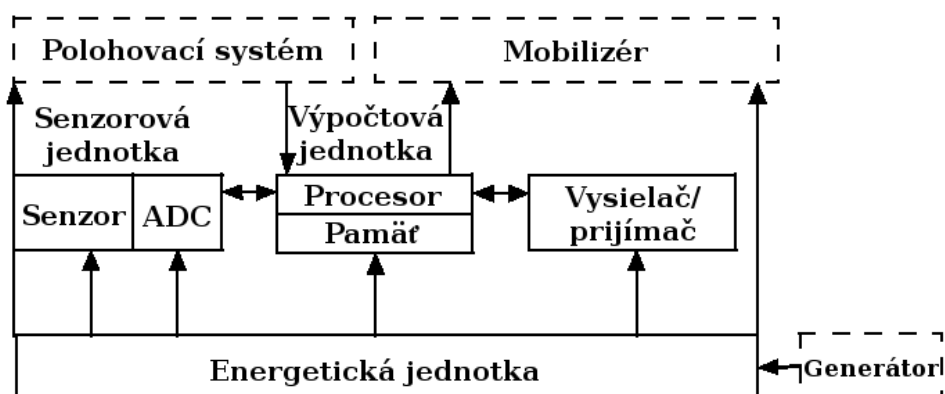 Polohovací systém
Mobilizér
Senzorová
jednotka
Výpočtová
jednotka
Senzor
ADC
Procesor
Pamäť
Vysielač/
prijímač
Energetická jednotka
Generátor